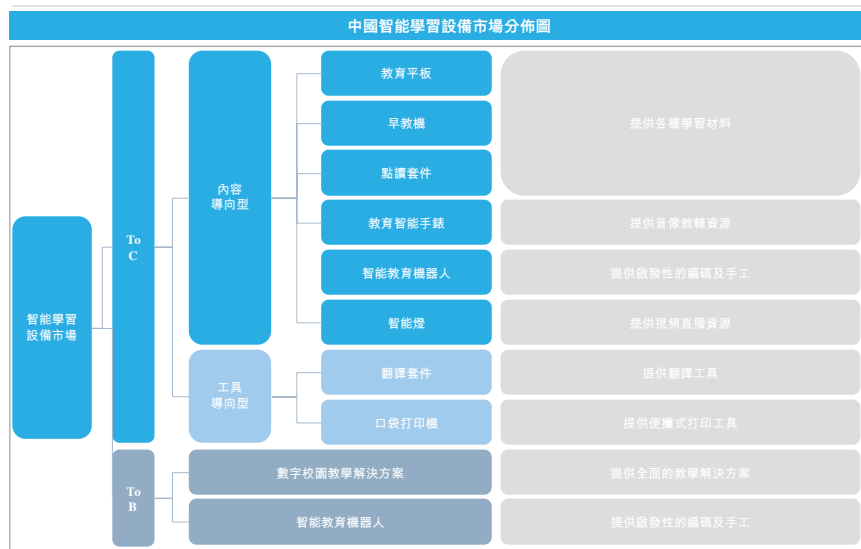 中國智能學習設備市場分佈圖
智能學習
設備市場
To
C
內容
導向型
教育平板
早教機
點讀套件
提供各種學習材料
教育智能手錶
提供音像教輔資源
智能教育機器人
提供啟發性的編碼及手工
智能燈
提供視頻直播資源
工具
導向型
翻譯套件
提供翻譯工具
口袋打印機
提供便攜式打印工具
To
B
數字校園教學解決方案
提供全面的教學解決方案
智能教育機器人
提供啟發性的編碼及手工